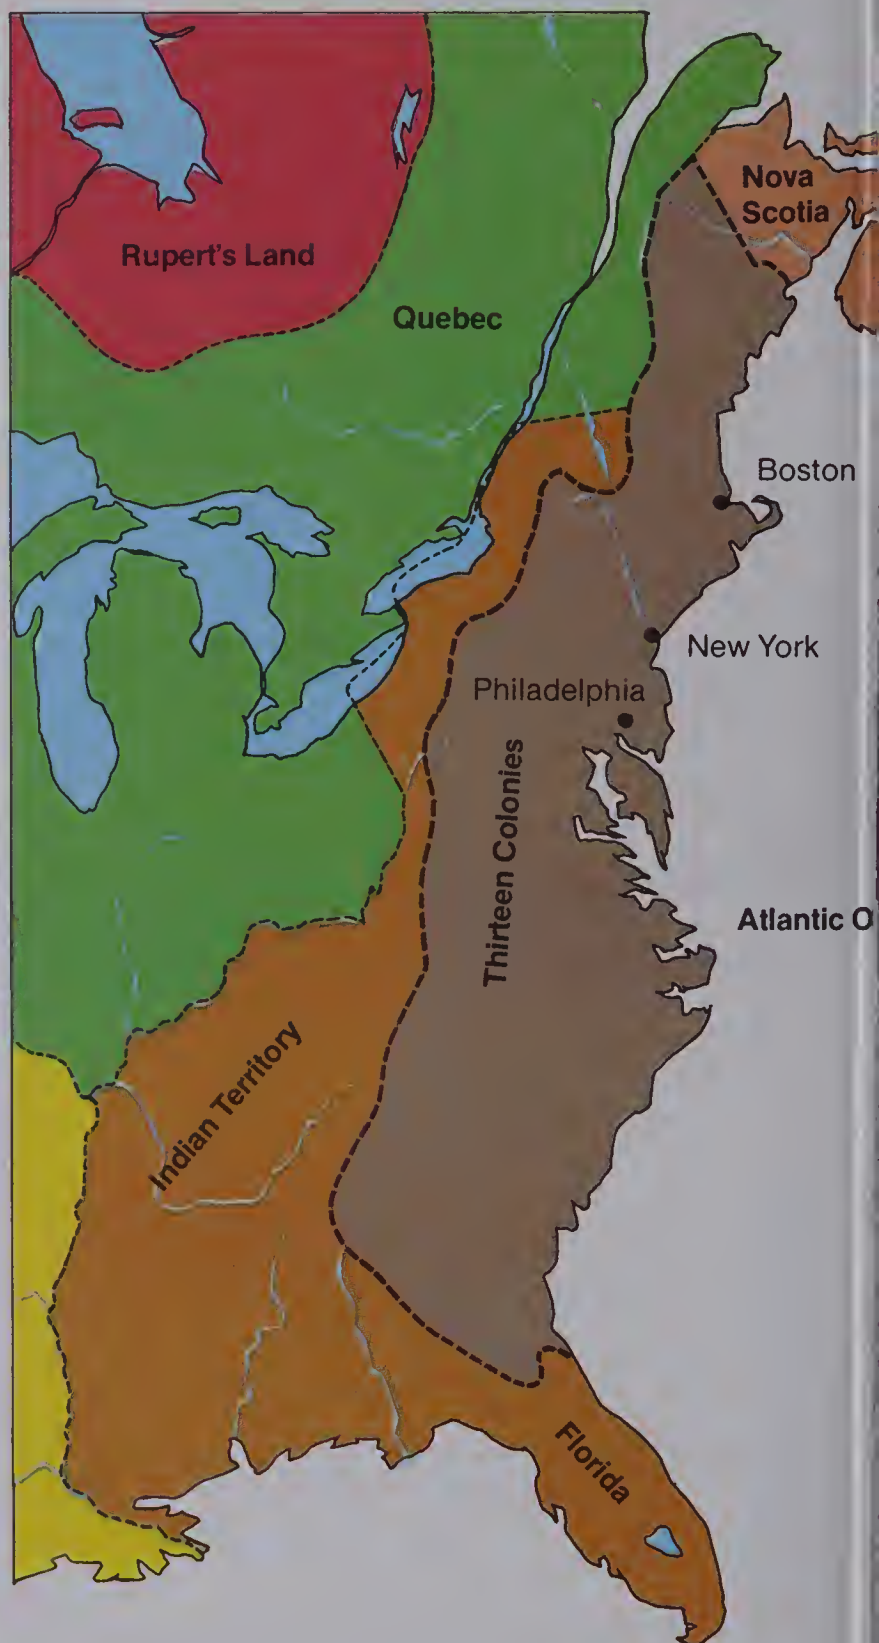 Nova
Scotia
Rupert's Land
Quebec
Boston
New York
Philadelphia
Thirteen Colonies
Atlantic O
Indian Territory
Florida